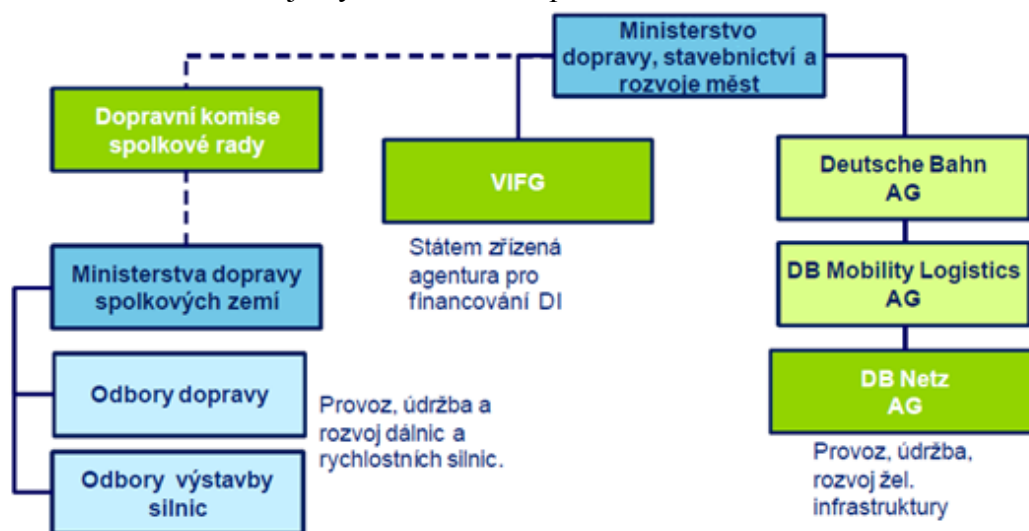 Ministerstvo
dopravy, stavebnictví a
rozvoje měst
Dopravní komise
spolkové rady
VIFG
Státem zřízená
agentura pro
financování DI
Deutsche Bahn
AG
DB Mobility Logistics
AG
DB Netz
AG
Provoz, údržba,
rozvoj žel.
infrastruktury
Ministerstva dopravy
spolkových zemí
Odbory dopravy
Odbory výstavby
silnic
Provoz, údržba a
rozvoj dálnic a
rychlostních silnic.